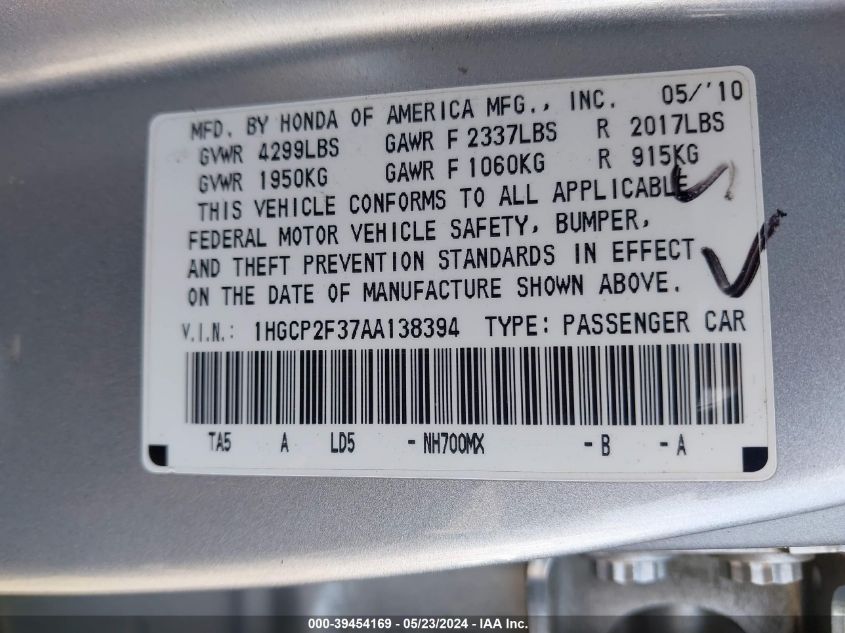 MFD. BY HONDA OF AMERICA MFG., INC. 05/'10
GVWR 4299LBS GAWR F 2337LBS R 2017LBS
GVWR 1950KG GAWR F 1060KG R 915KG
THIS VEHICLE CONFORMS TO ALL APPLICABLE
FEDERAL MOTOR VEHICLE SAFETY, BUMPER,
AND THEFT PREVENTION STANDARDS IN EFFECT
ON THE DATE OF MANUFACTURE SHOWN ABOVE.
V.I.N.: 1HGCP2F37AA138394 TYPE: PASSENGER CAR
TA5 A LD5 - NH700MX - B - A
000-39454169 - 05/23/2024 - IAA Inc.